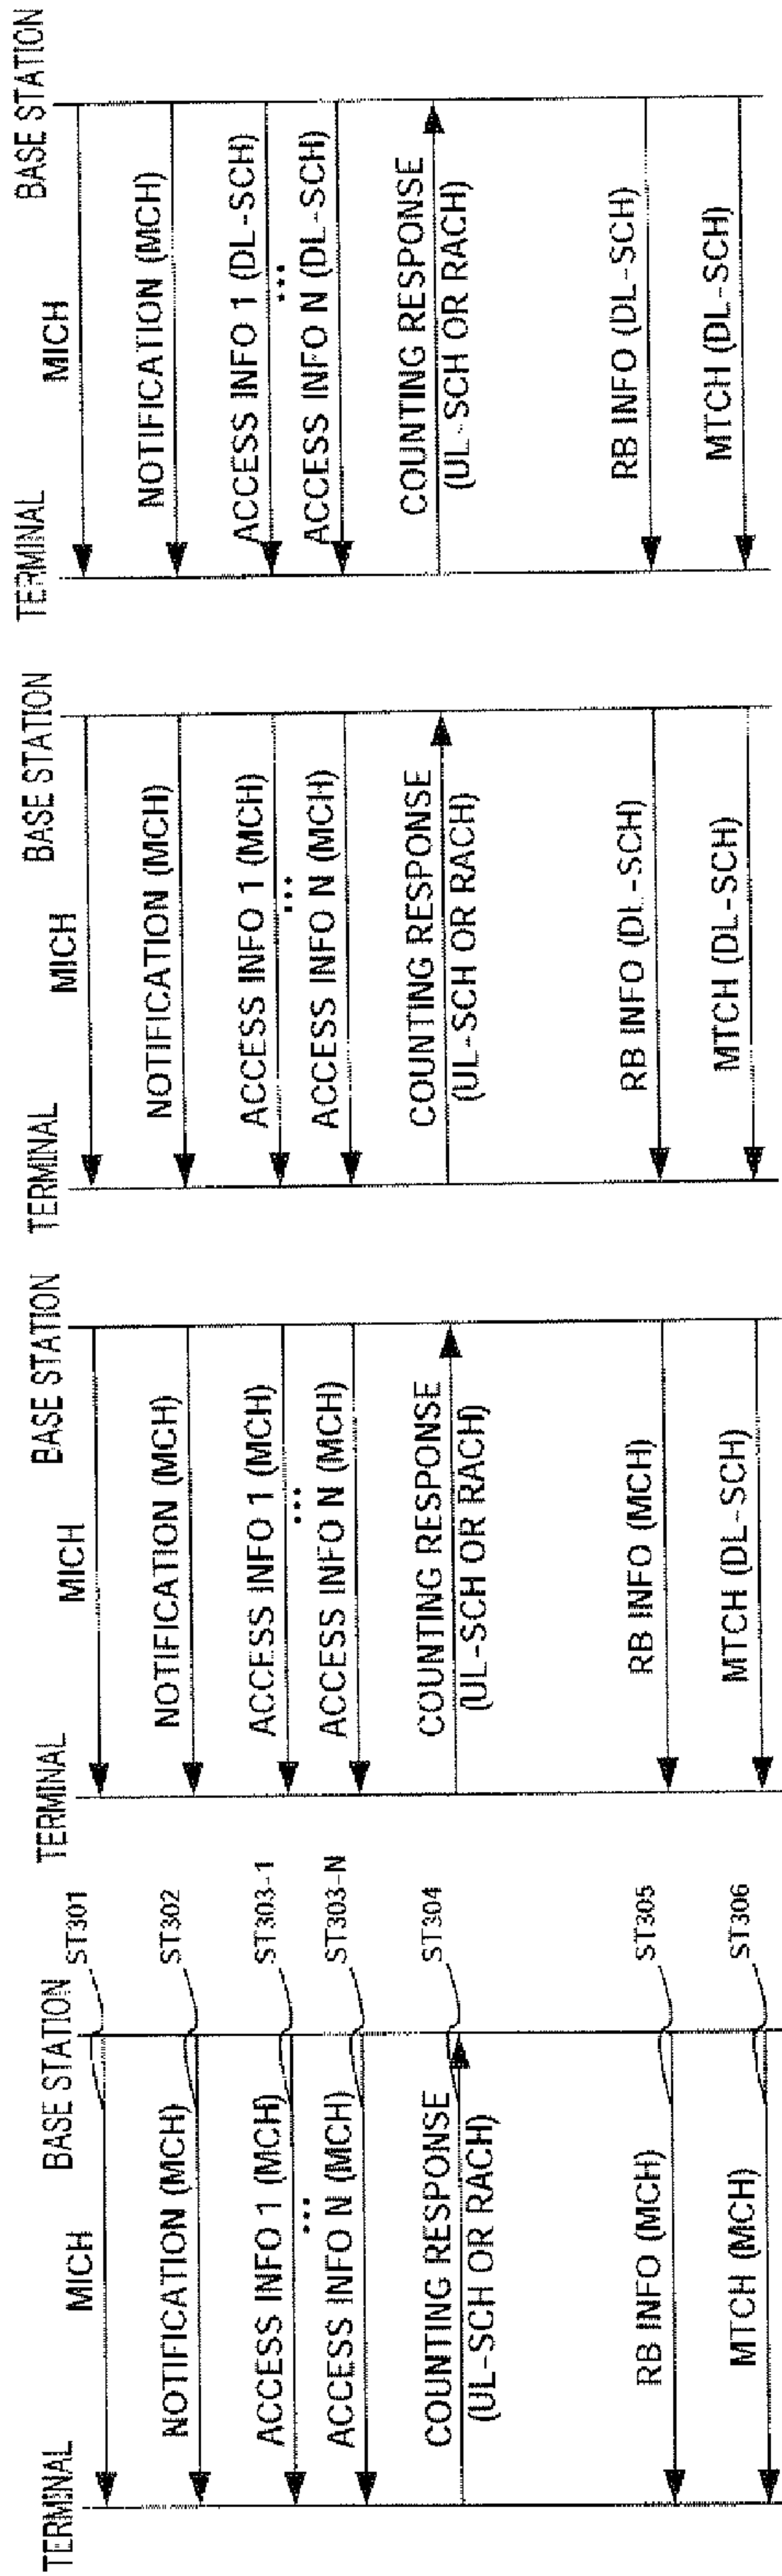 TERMINAL
BASE STATION
MICH
ST301
NOTIFICATION (MCH)
ST302
ACCESS INFO 1 (MCH)
ST303-1
•••
ACCESS INFO N (MCH)
ST303-N
COUNTING RESPONSE
(UL-SCH OR RACH)
ST304
RB INFO (MCH)
ST305
MTCH (MCH)
ST306
TERMINAL
BASE STATION
MICH
NOTIFICATION (MCH)
ACCESS INFO 1 (MCH)
•••
ACCESS INFO N (MCH)
COUNTING RESPONSE
(UL-SCH OR RACH)
RB INFO (MCH)
MTCH (DL-SCH)
TERMINAL
BASE STATION
MICH
NOTIFICATION (MCH)
ACCESS INFO 1 (MCH)
•••
ACCESS INFO N (MCH)
COUNTING RESPONSE
(UL-SCH OR RACH)
RB INFO (DL-SCH)
MTCH (DL-SCH)
TERMINAL
BASE STATION
MICH
NOTIFICATION (MCH)
ACCESS INFO 1 (DL-SCH)
•••
ACCESS INFO N (DL-SCH)
COUNTING RESPONSE
(UL-SCH OR RACH)
RB INFO (DL-SCH)
MTCH (DL-SCH)